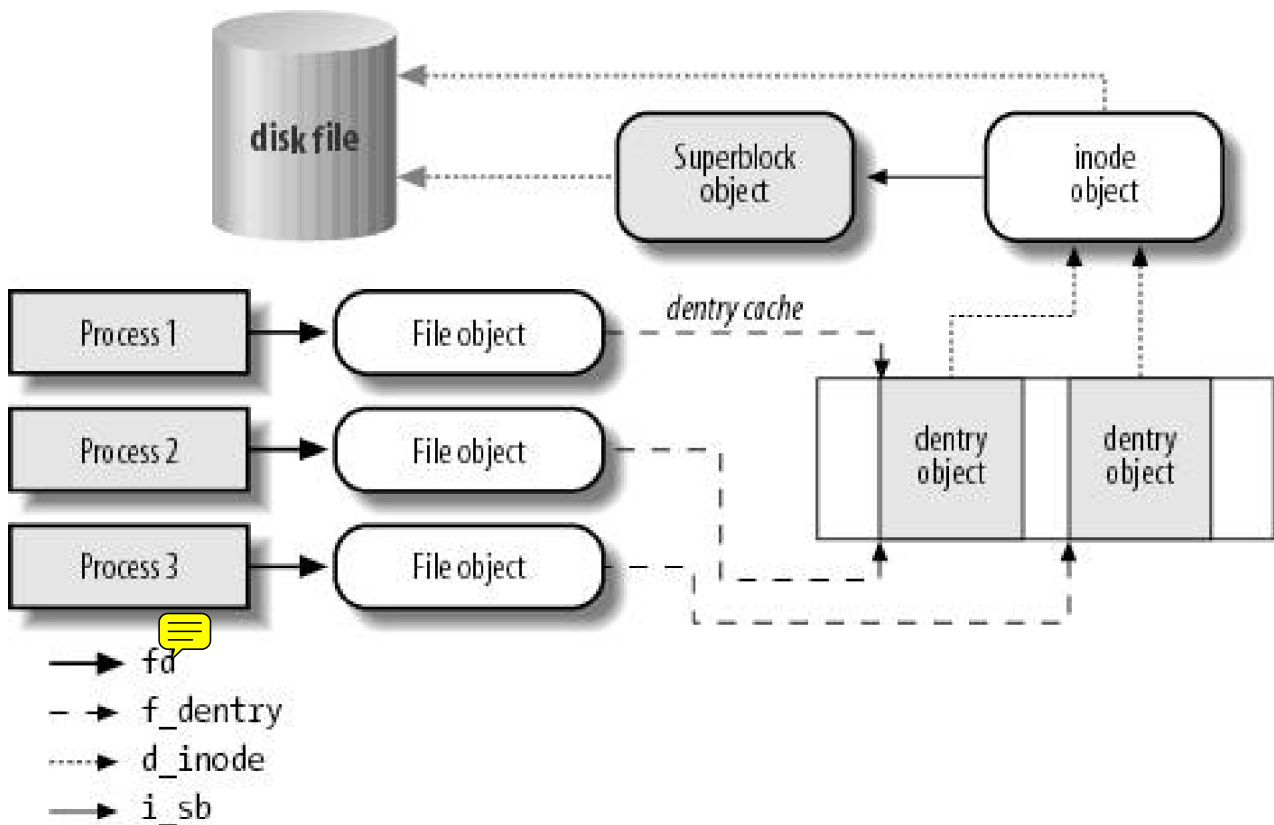 disk file
Superblock
object
inode
object
Process 1
File object
dentry cache
Process 2
File object
dentry
object
dentry
object
Process 3
File object
fd
f_dentry
d_inode
i_sb